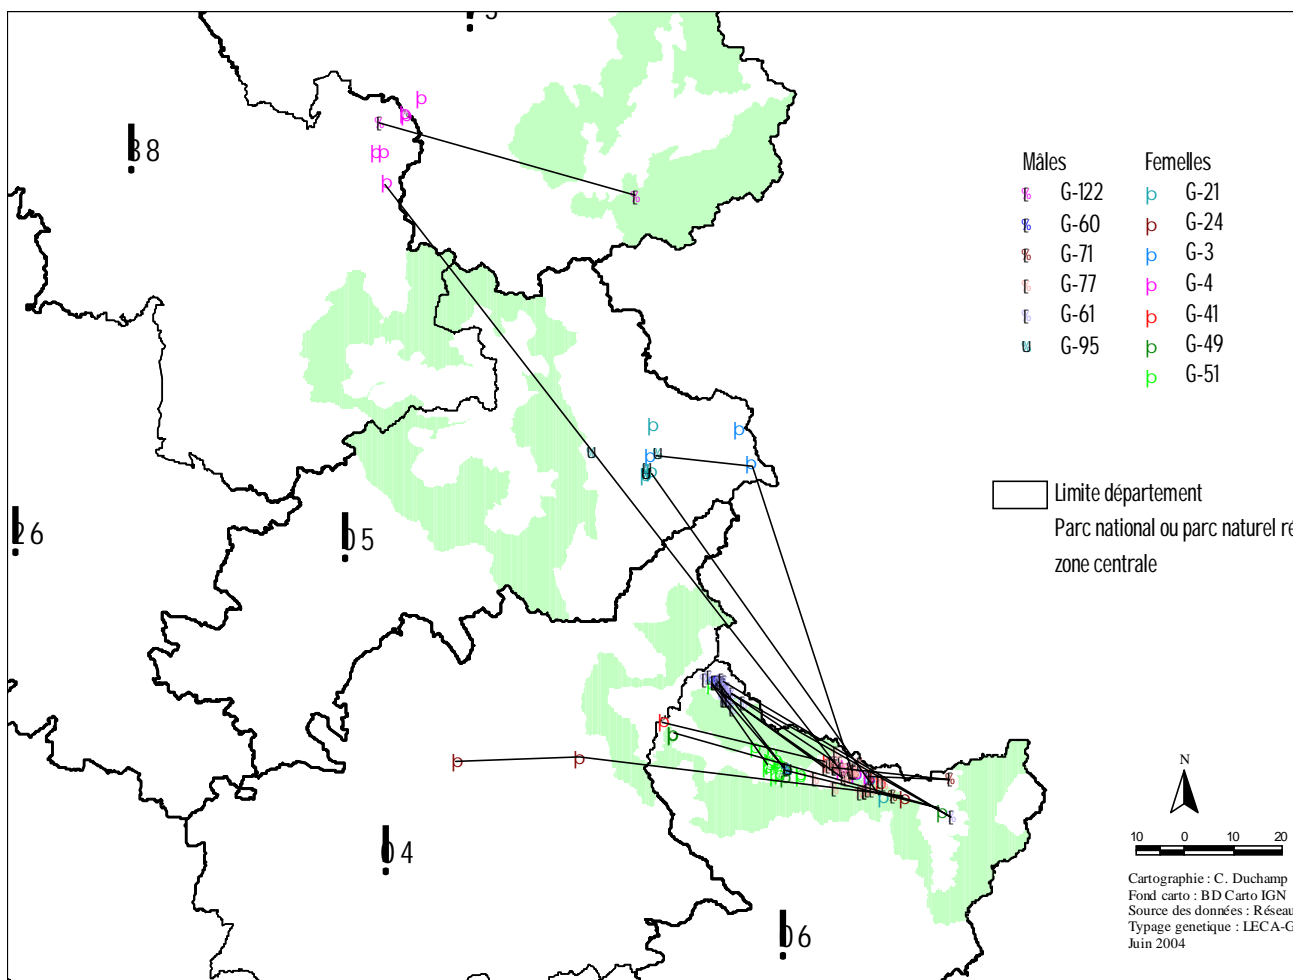 3
38
Mâles Femelles
G-122 G-21
G-60 G-24
G-71 G-3
G-77 G-4
G-61 G-41
G-95 G-49
G-51
Limite département
26
05
Parc national ou parc naturel ré
zone centrale
N
10 0 10 20
04
Cartographie : C. Duchamp
Fond carto : BD Carto IGN
Source des données : Réseau
06
Typage genetique : LECA-G
Juin 2004